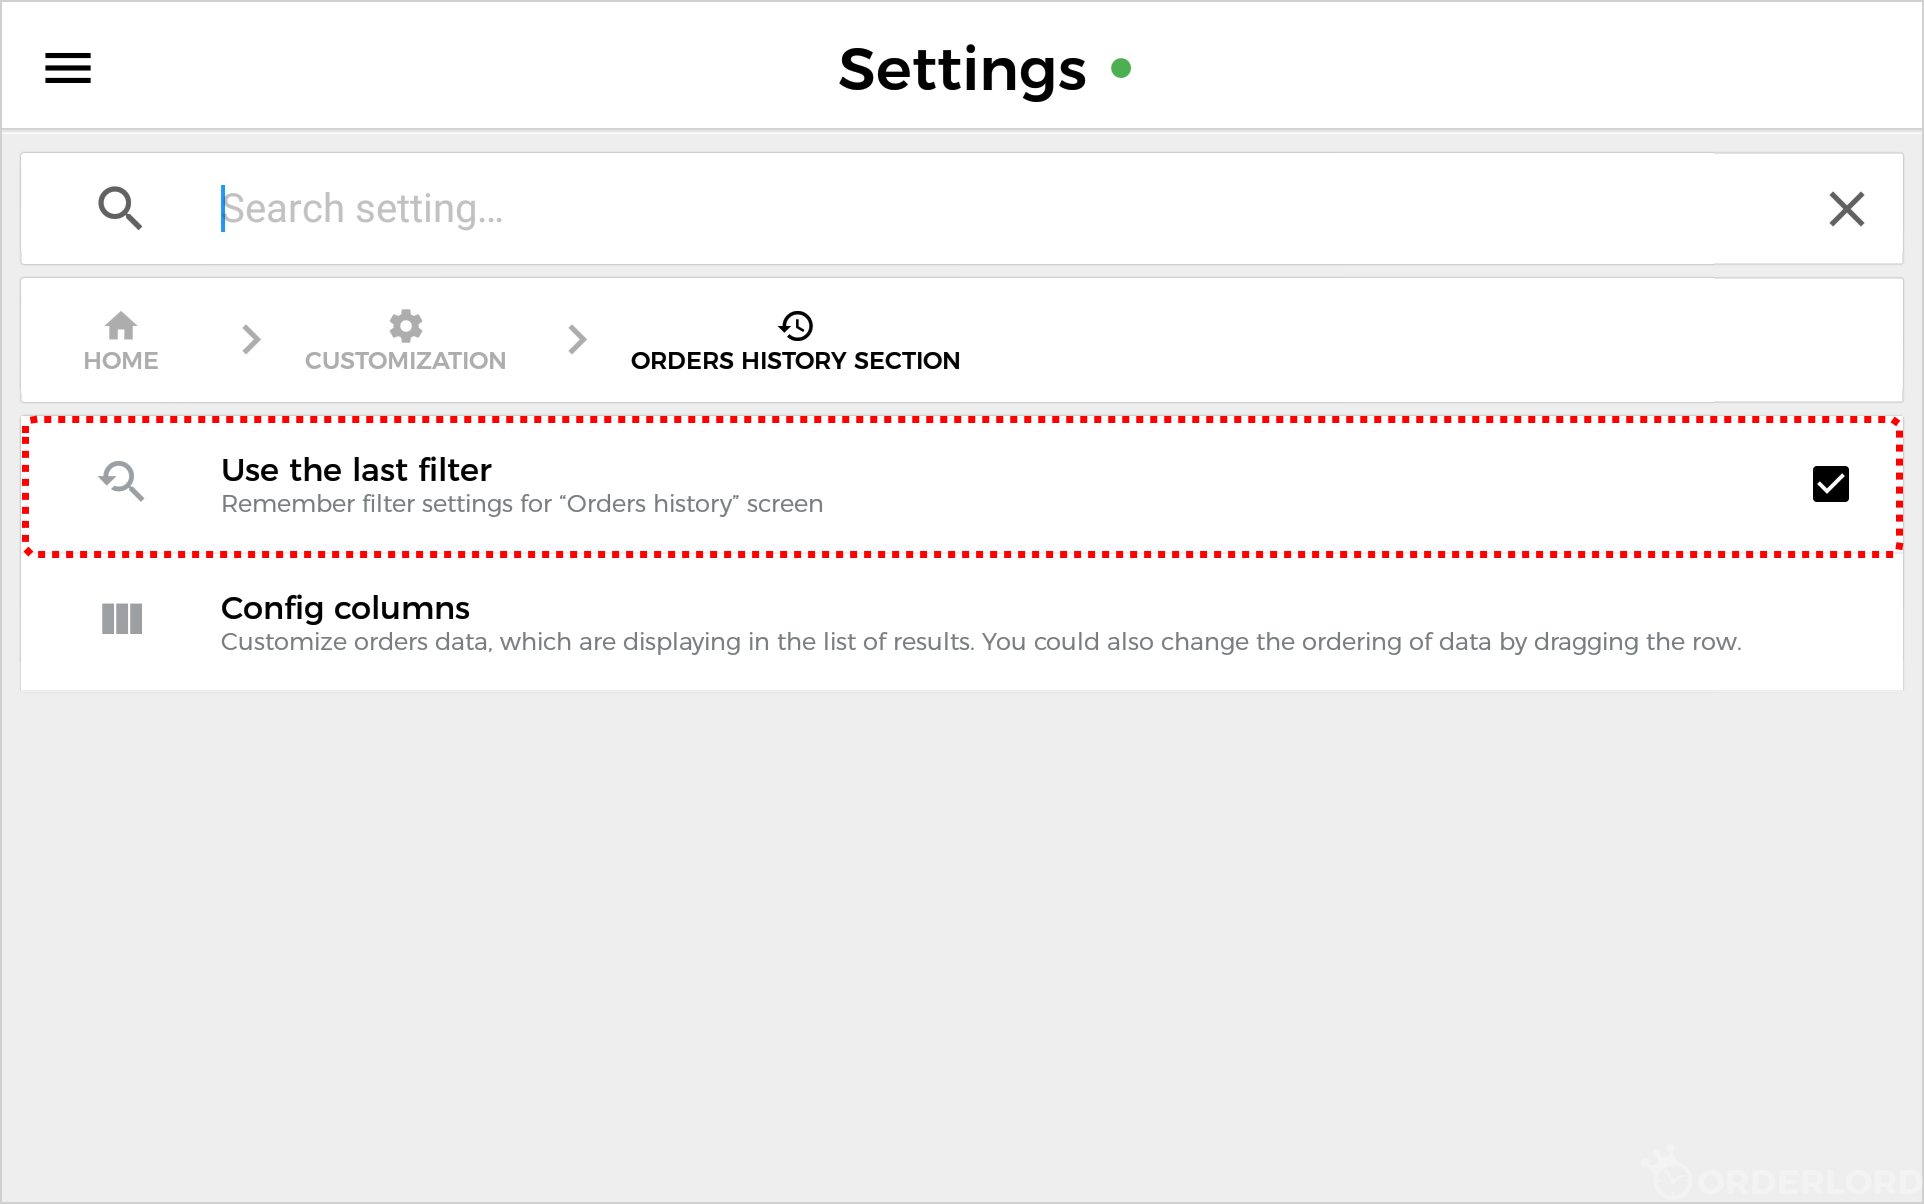 Settings
Search setting...
HOME
CUSTOMIZATION
ORDERS HISTORY SECTION
Use the last filter
Remember filter settings for “Orders history” screen
Config columns
Customize orders data, which are displaying in the list of results. You could also change the ordering of data by dragging the row.
ORDERLORD